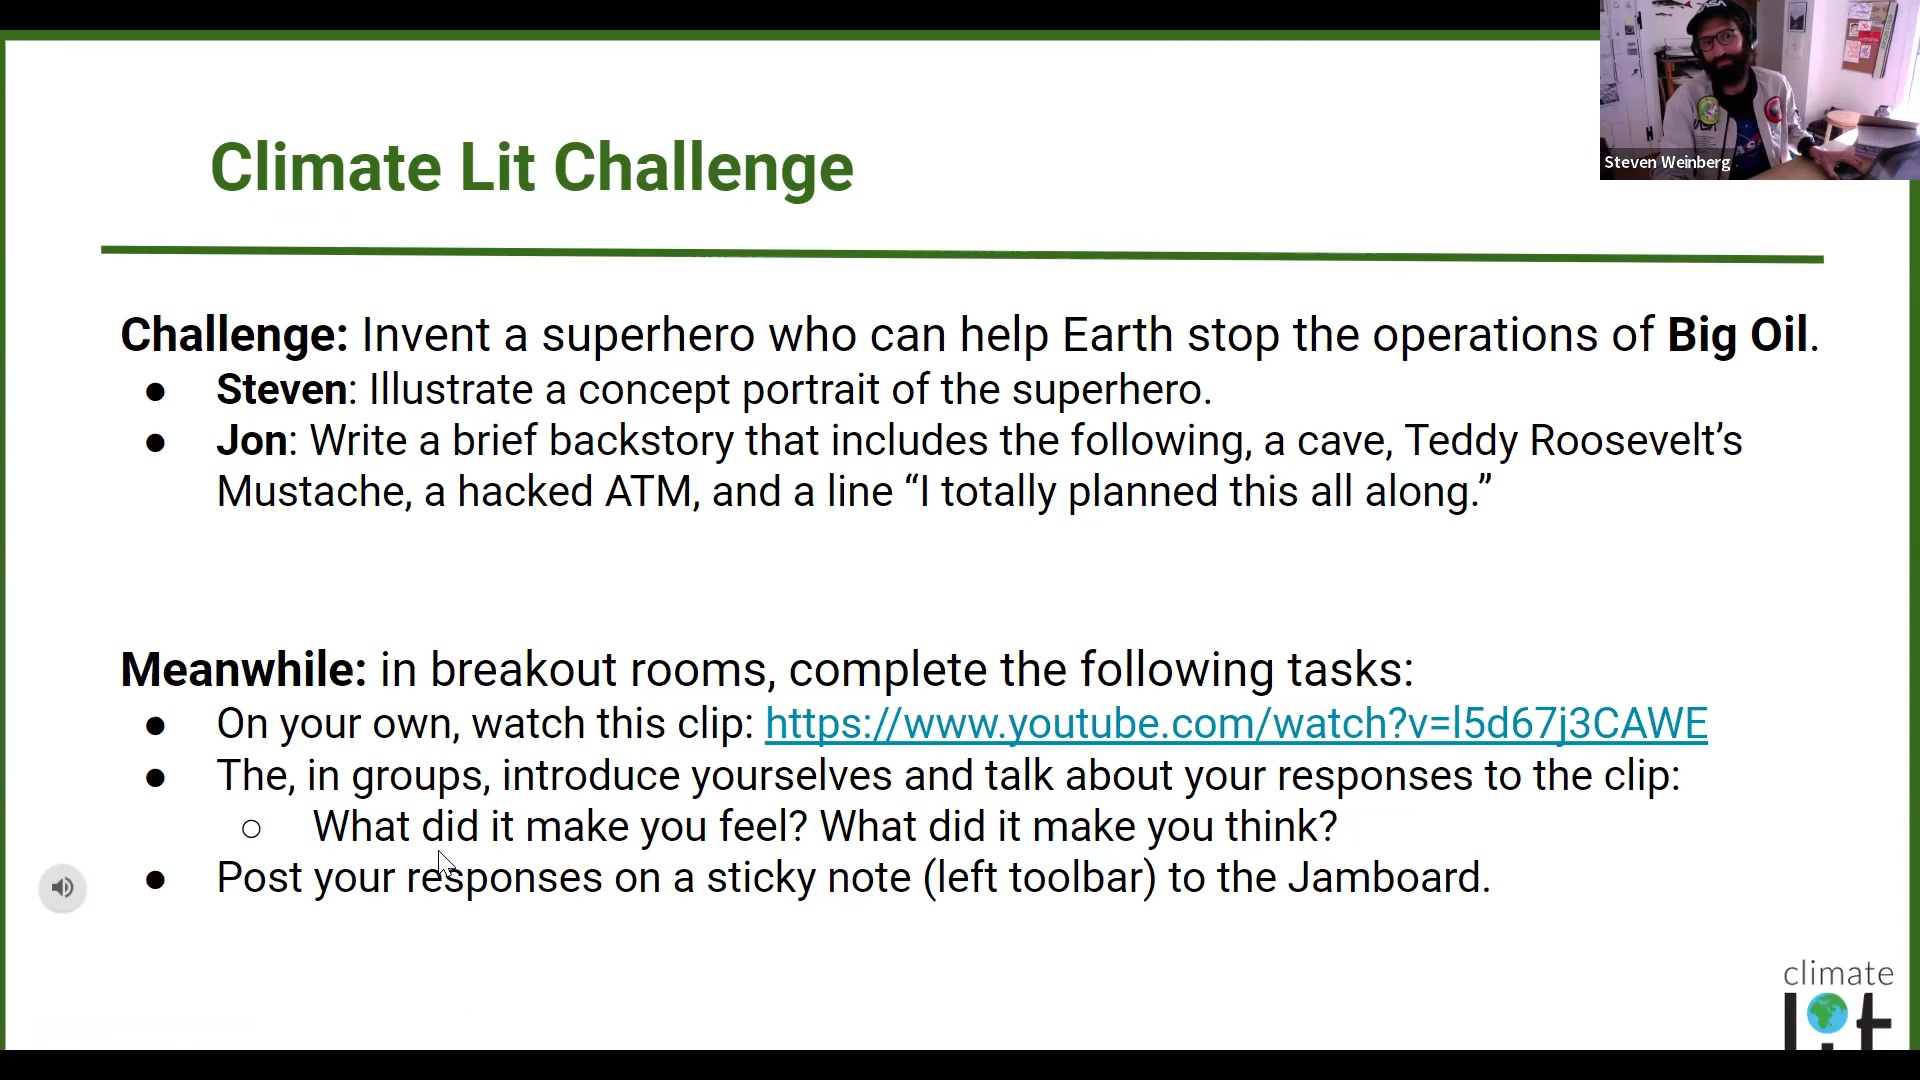 Steven Weinberg
Climate Lit Challenge
Challenge: Invent a superhero who can help Earth stop the operations of Big Oil.
● Steven: Illustrate a concept portrait of the superhero.
● Jon: Write a brief backstory that includes the following, a cave, Teddy Roosevelt’s
Mustache, a hacked ATM, and a line “I totally planned this all along.”
Meanwhile: in breakout rooms, complete the following tasks:
● On your own, watch this clip: https://www.youtube.com/watch?v=l5d67j3CAWE
● The, in groups, introduce yourselves and talk about your responses to the clip:
○ What did it make you feel? What did it make you think?
● Post your responses on a sticky note (left toolbar) to the Jamboard.
climate
lit